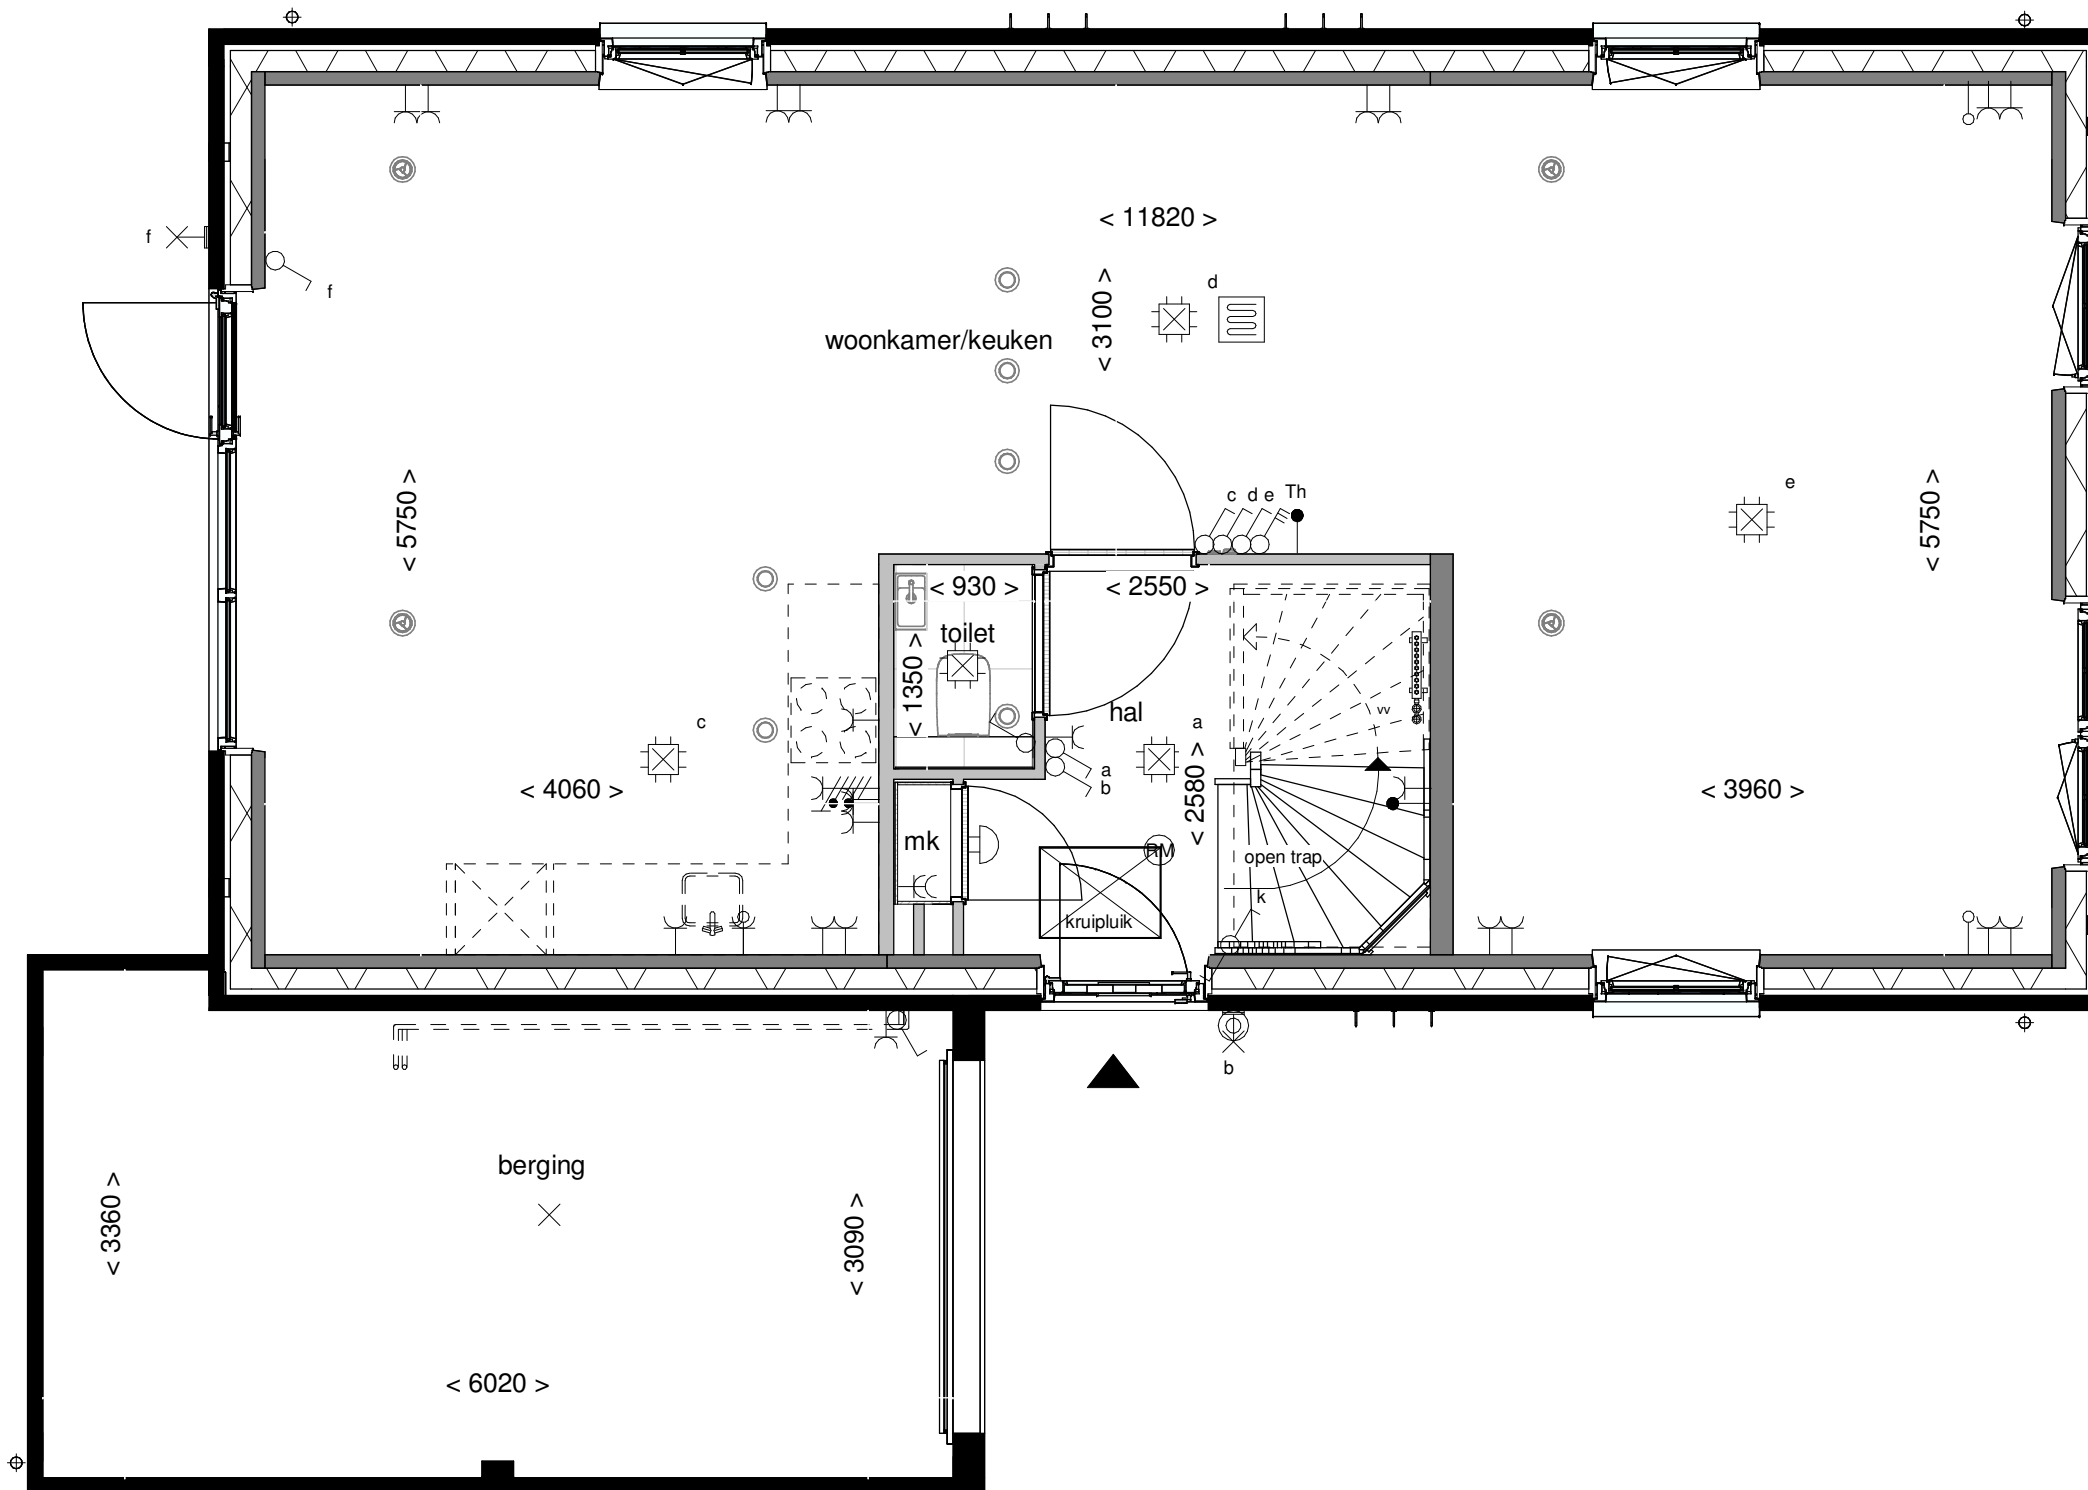 f
f
< 11820 >
d
< 3100 >
woonkamer/keuken
< 5750 >
c d e Th
e
< 5750 >
< 930 >
< 2550 >
toilet
< 1350 >
hal
a
vv
c
a
b
< 2580 >
< 4060 >
< 3960 >
mk
RM
open trap
k
kruipluik
b
berging
< 3360 >
< 3090 >
< 6020 >